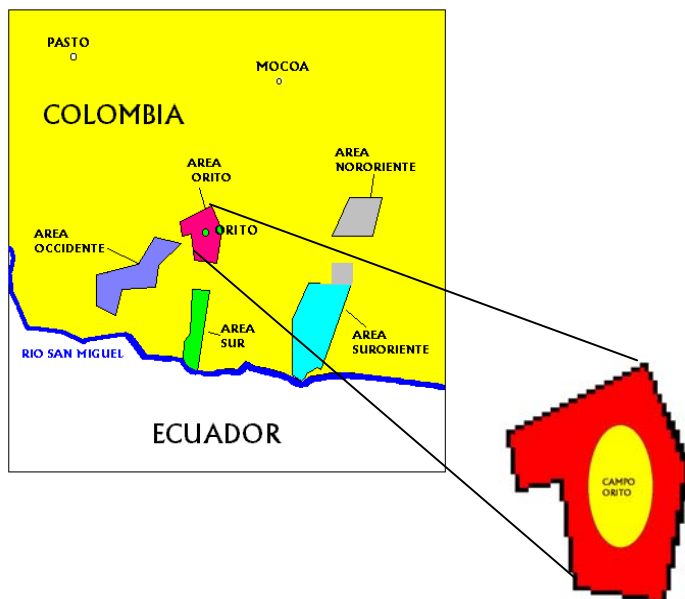 PASTO
MOCOA
COLOMBIA
AREA
NORORIENTE
AREA
ORITO
ORITO
AREA
OCCIDENTE
AREA
SUR
AREA
SURORIENTE
RIO SAN MIGUEL
ECUADOR
CAMPO
ORITO